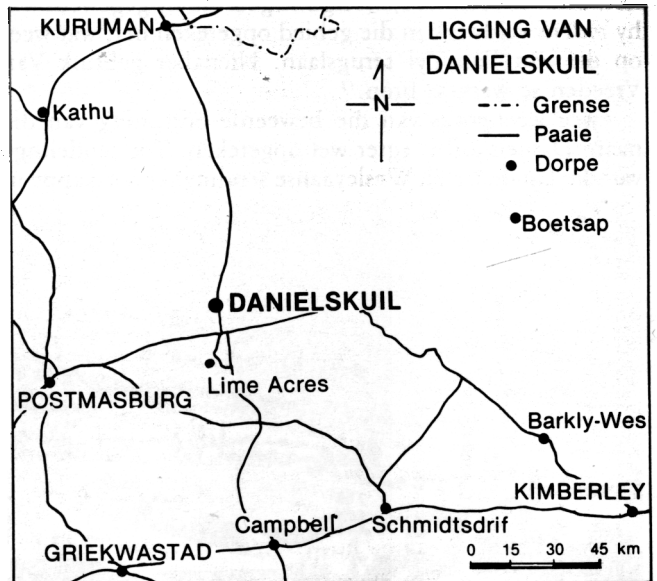 KURUMAN
LIGGING VAN
DANIELSKUIL
N
Grense
Paaie
Dorpe
Kathu
Boetsap
DANIELSKUIL
Lime Acres
POSTMASBURG
Barkly-Wes
KIMBERLEY
Campbell
Schmidtsdrif
GRIEKWASTAD
0 15 30 45 km